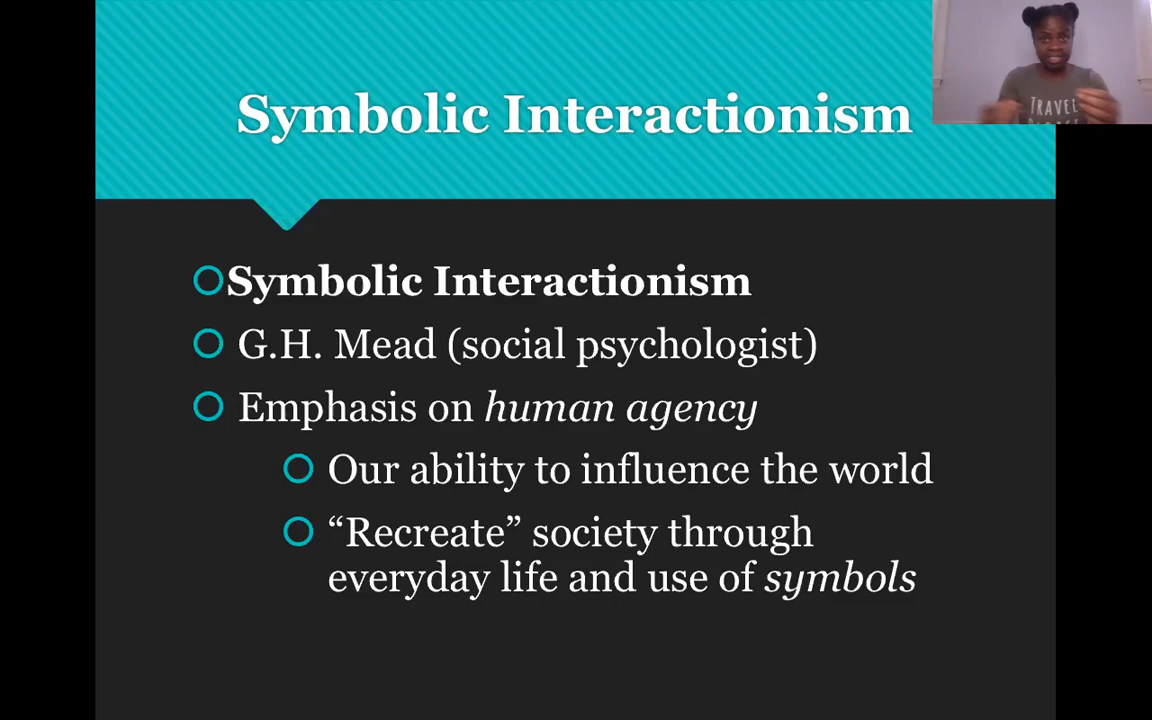 Symbolic Interactionism
TRAVEL
Symbolic Interactionism
G.H. Mead (social psychologist)
Emphasis on human agency
Our ability to influence the world
“Recreate” society through
everyday life and use of symbols